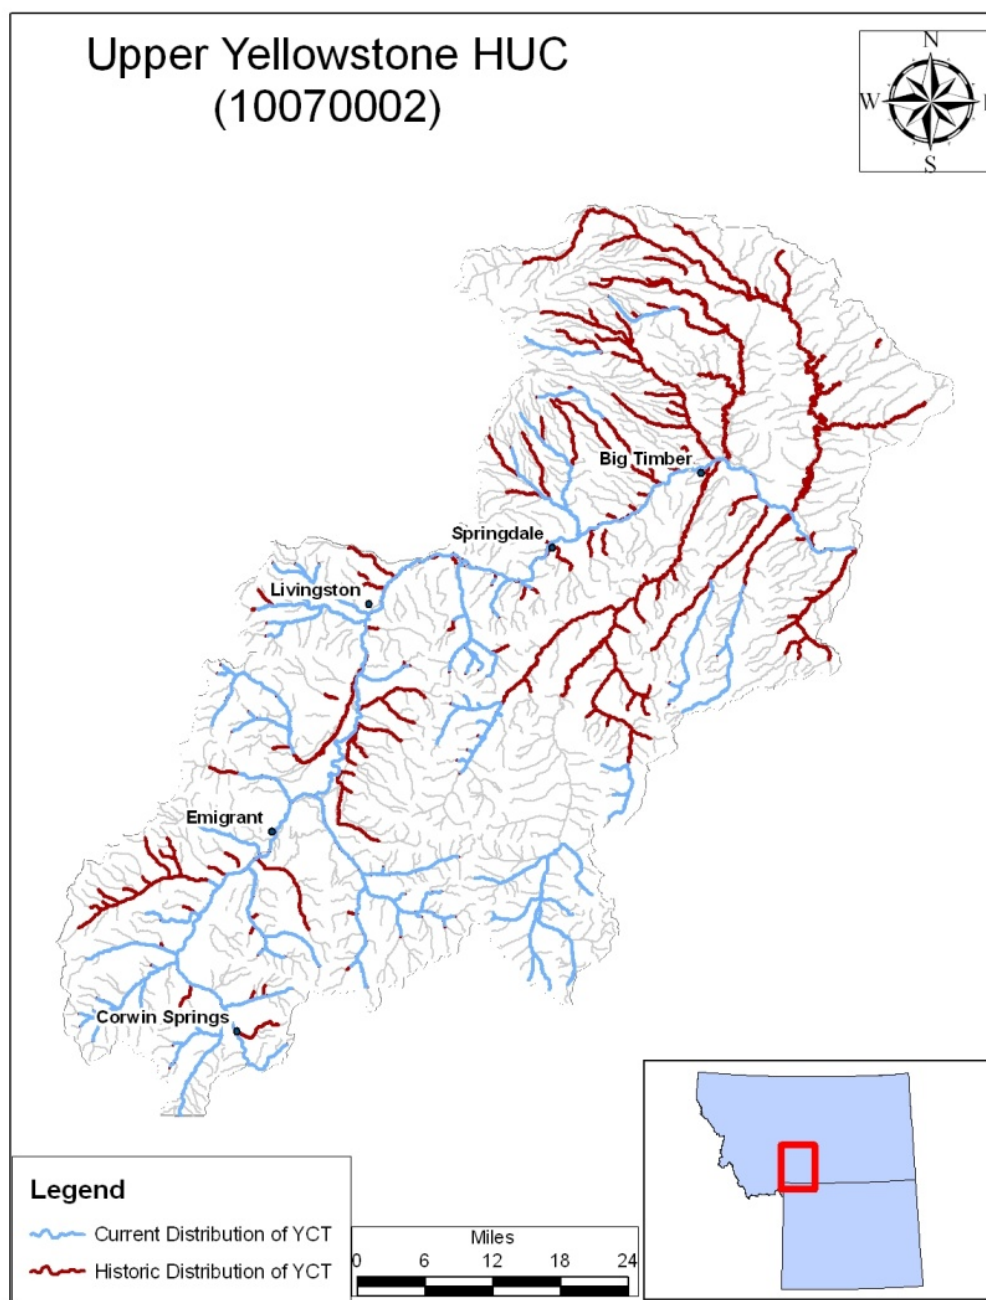 Upper Yellowstone HUC
(10070002)
N
W
S
Big Timber
Springdale
Livingston
Emigrant
Corwin Springs
Legend
Current Distribution of YCT
Historic Distribution of YCT
Miles
0 6 12 18 24